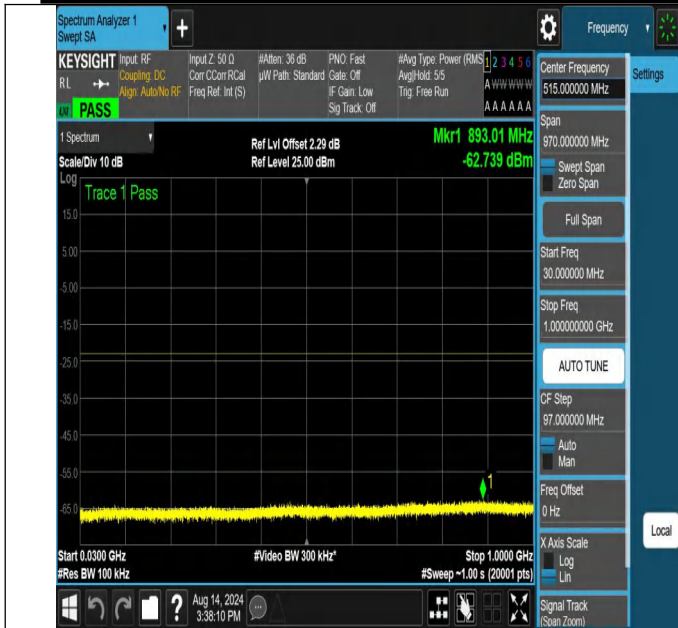 Spectrum Analyzer 1
Swept SA
Frequency
KEYSIGHT
RL
PASS
Input: RF
Coupling: DC
Align: Auto/No RF
Input Z: 50 Ω
Corr CCorr RCal
Freq Ref: Int (S)
#Atten: 36 dB
µW Path: Standard
PNO: Fast
Gate: Off
IF Gain: Low
Sig Track: Off
#Avg Type: Power (RMS
Avg|Hold: 5/5
Trig: Free Run
1 2 3 4 5 6
A W W W W W
A A A A A A
1 Spectrum
Scale/Div 10 dB
Ref Lvl Offset 2.29 dB
Ref Level 25.00 dBm
Mkr1 893.01 MHz
-62.739 dBm
Log
Trace 1 Pass
15.0
5.00
-5.00
-15.0
-25.0
-35.0
-45.0
-55.0
-65.0
1
Start 0.0300 GHz
#Res BW 100 kHz
#Video BW 300 kHz*
Stop 1.0000 GHz
#Sweep ~1.00 s (20001 pts)
Aug 14, 2024
3:38:10 PM
Center Frequency
515.000000 MHz
Span
970.000000 MHz
Swept Span
Zero Span
Full Span
Start Freq
30.000000 MHz
Stop Freq
1.000000000 GHz
AUTO TUNE
CF Step
97.000000 MHz
Auto
Man
Freq Offset
0 Hz
X Axis Scale
Log
Lin
Signal Track
(Span Zoom)
Settings
Local